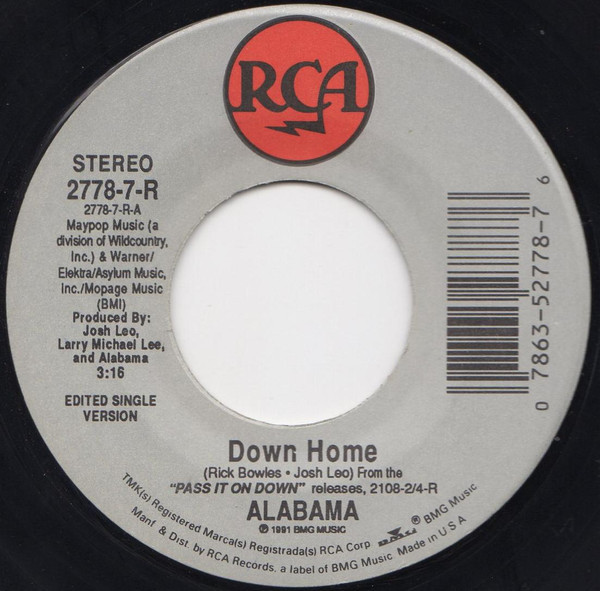 RCA
STEREO
2778-7-R
2778-7-R-A
Maypop Music (a
division of Wildcountry,
Inc.) & Warner/
Elektra/Asylum Music,
Inc./Mopage Music
(BMI)
Produced By:
Josh Leo,
Larry Michael Lee,
and Alabama
3:16
EDITED SINGLE
VERSION
0 7863-52778-7 6
Down Home
(Rick Bowles • Josh Leo) From the
"PASS IT ON DOWN" releases, 2108-2/4-R
ALABAMA
℗ 1991 BMG MUSIC
TMK(s) Registered Marca(s) Registrada(s) RCA Corp BMG ® BMG Music
Manf & Dist. by RCA Records, a label of BMG Music Made in U S A